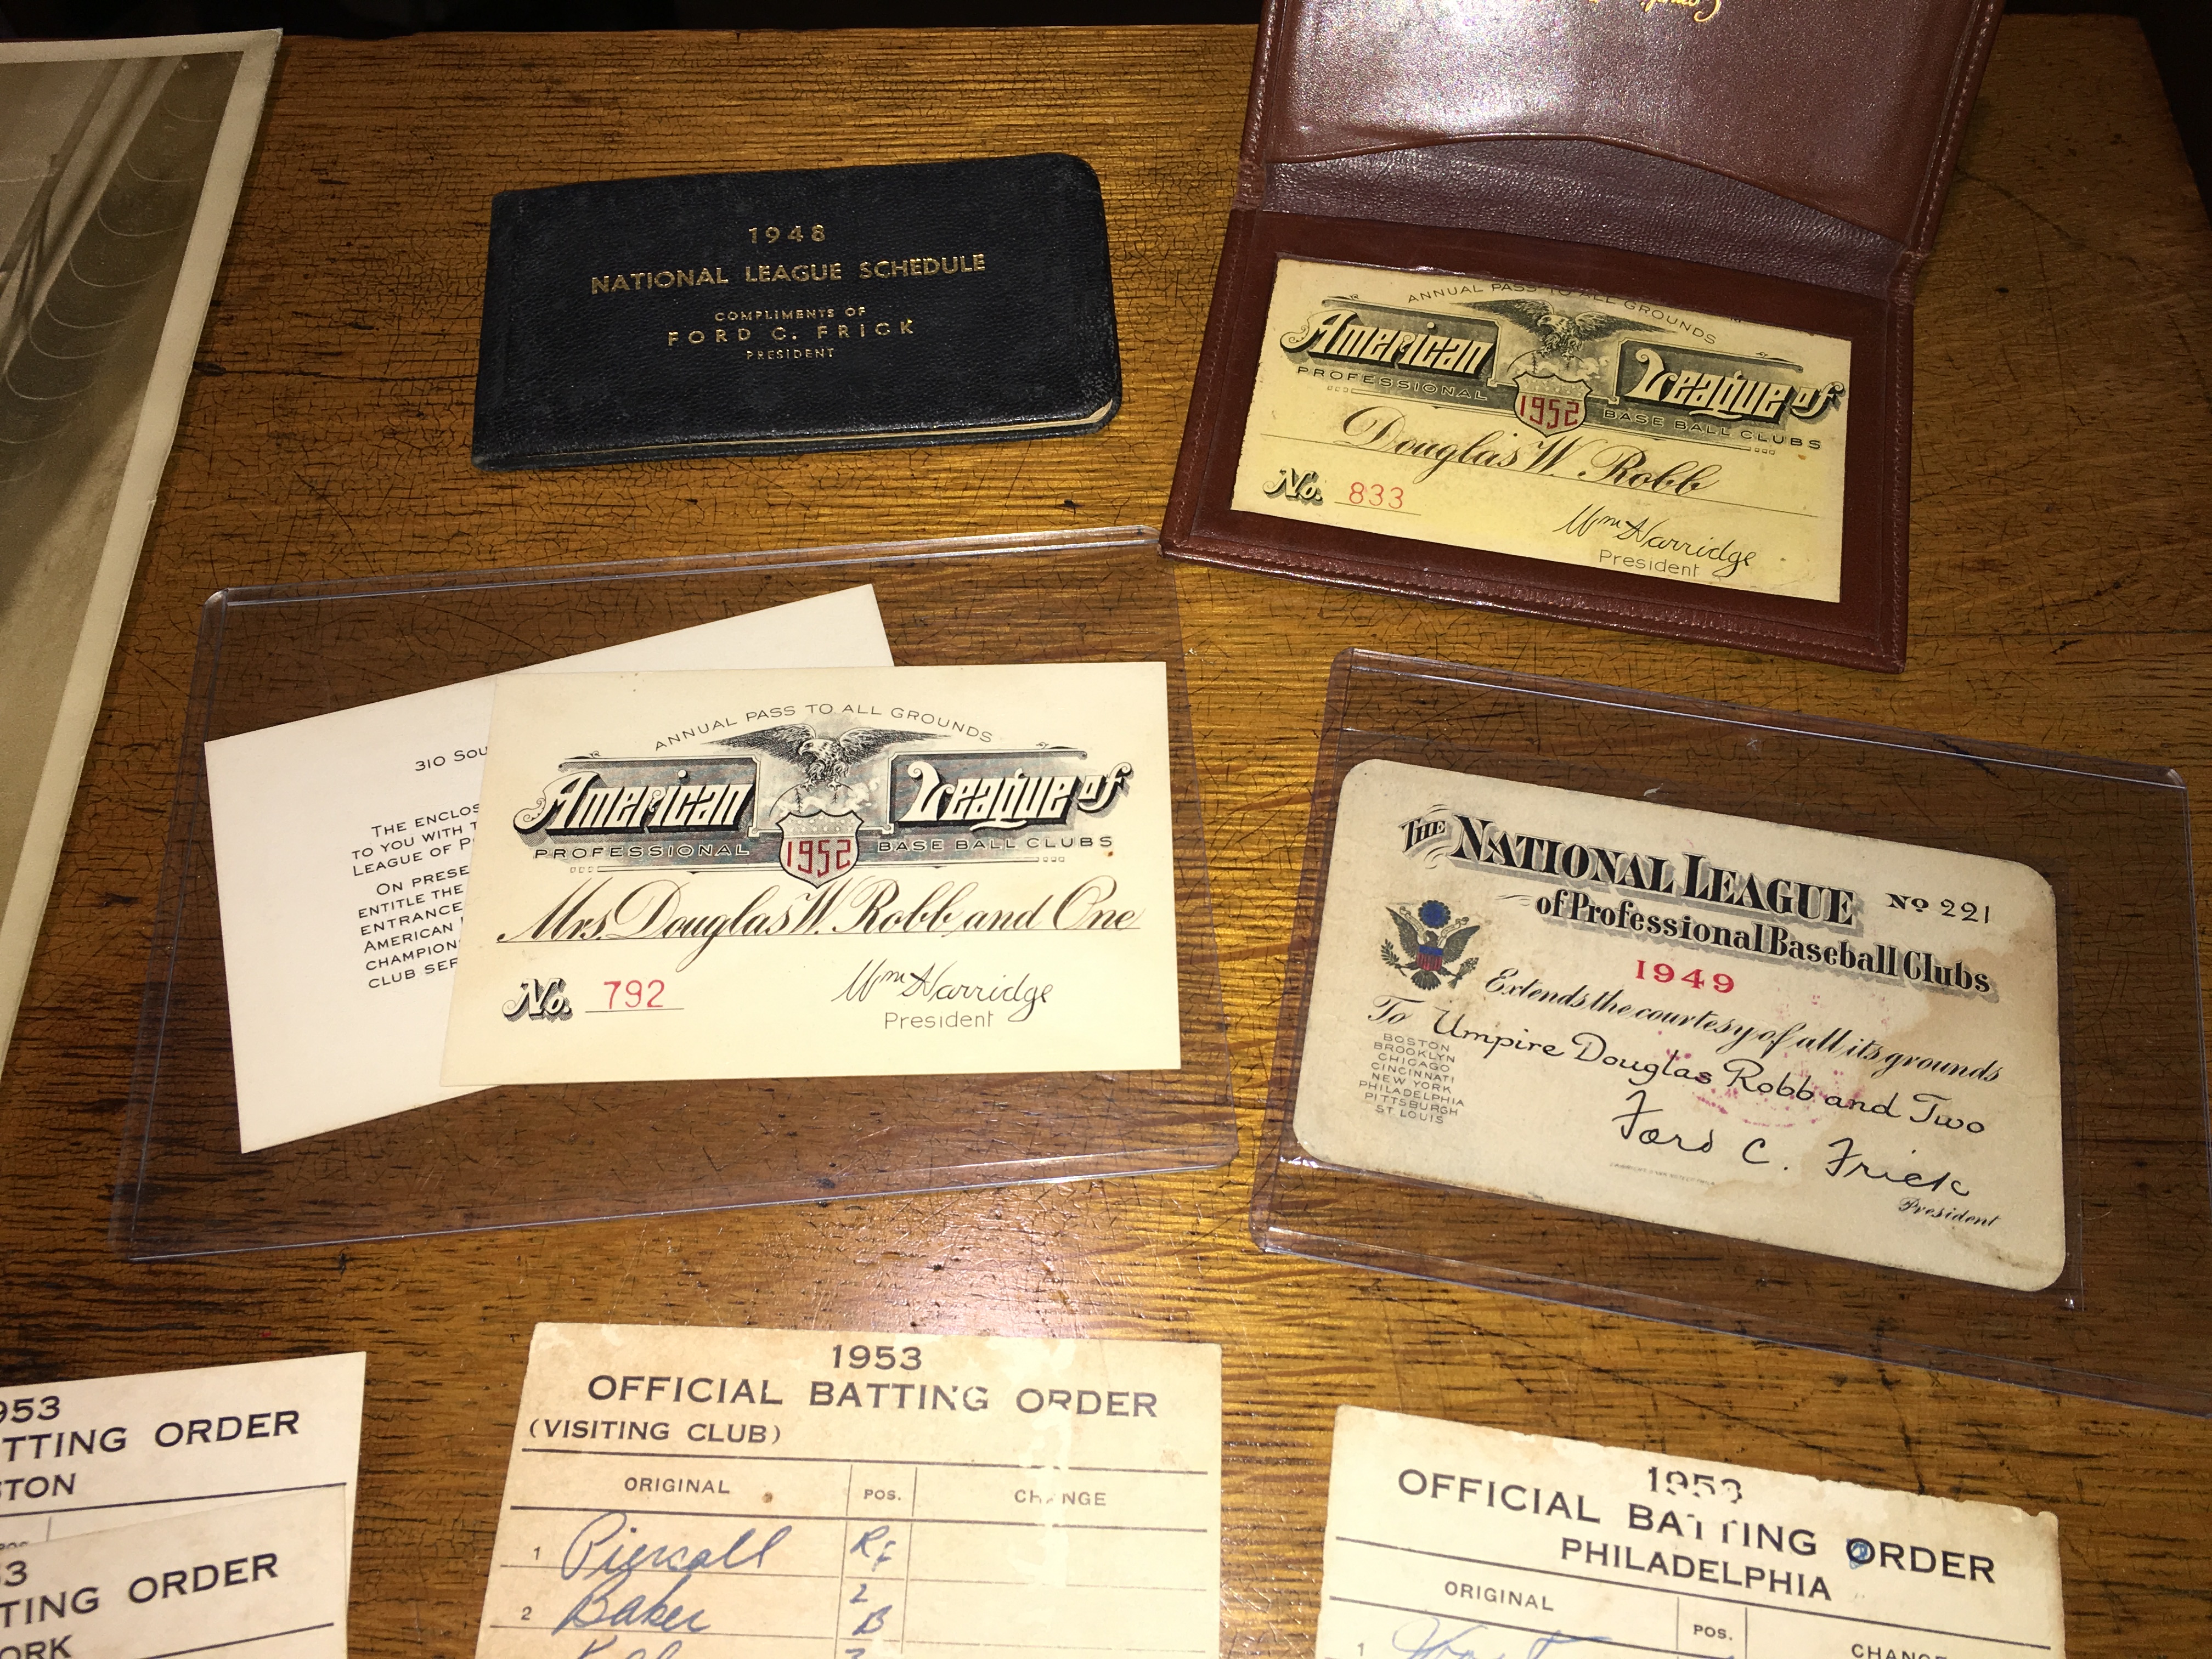 1948
NATIONAL LEAGUE SCHEDULE
COMPLIMENTS OF
FORD C. FRICK
PRESIDENT
ANNUAL PASS TO ALL GROUNDS
American League of
PROFESSIONAL 1952 BASE BALL CLUBS
Douglas W. Robb
No. 833
Wm Harridge
President
310 Sou
THE ENCLOS
TO YOU WITH T
LEAGUE OF P
ON PRESE
ENTITLE THE
ENTRANCE
AMERICAN
CHAMPION
CLUB SER
ANNUAL PASS TO ALL GROUNDS
American League of
PROFESSIONAL 1952 BASE BALL CLUBS
Mrs. Douglas W. Robb and One
No. 792
Wm Harridge
President
THE NATIONAL LEAGUE No 221
of Professional Baseball Clubs
1949
Extends the courtesy of all its grounds
To Umpire Douglas Robb and Two
BOSTON
BROOKLYN
CHICAGO
CINCINNATI
NEW YORK
PHILADELPHIA
PITTSBURGH
ST. LOUIS
Ford C. Frick
President
953
TTING ORDER
STON
3
TING ORDER
ORK
1953
OFFICIAL BATTING ORDER
(VISITING CLUB)
ORIGINAL POS. CHANGE
1 Piersall RF
2 Baker 2B
1953
OFFICIAL BATTING ORDER
PHILADELPHIA
ORIGINAL POS. CHANGE
1